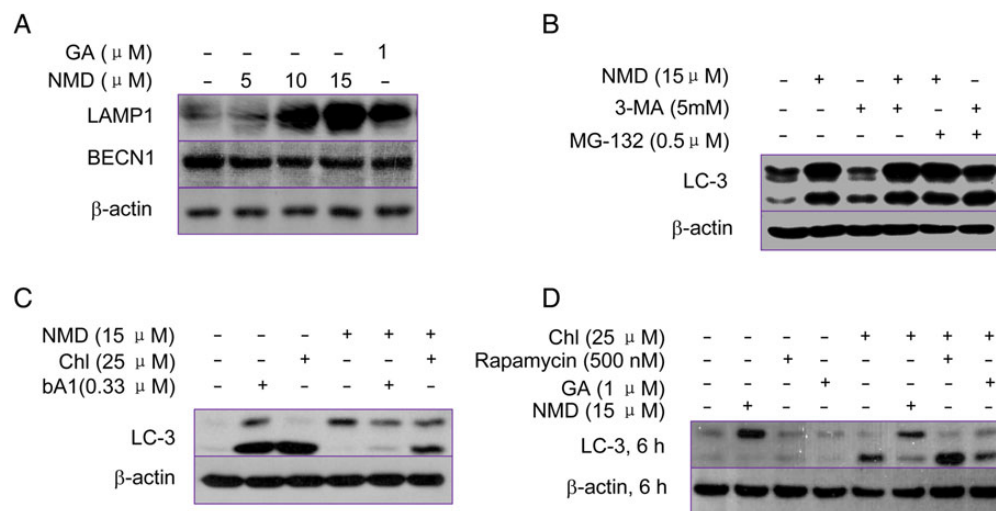 A
GA ( μ M) – – – – 1
NMD ( μ M) – 5 10 15 –
LAMP1
BECN1
β-actin
B
NMD (15 μ M) – + – + + –
3-MA (5mM) – – + + – +
MG-132 (0.5 μ M) – – – – + +
LC-3
β-actin
C
NMD (15 μ M) – – – + + +
Chl (25 μ M) – – + – – +
bA1(0.33 μ M) – + – – + –
LC-3
β-actin
D
Chl (25 μ M) – – – – + + + +
Rapamycin (500 nM) – – + – – – + –
GA (1 μ M) – – – + – – – +
NMD (15 μ M) – + – – – + – –
LC-3, 6 h
β-actin, 6 h